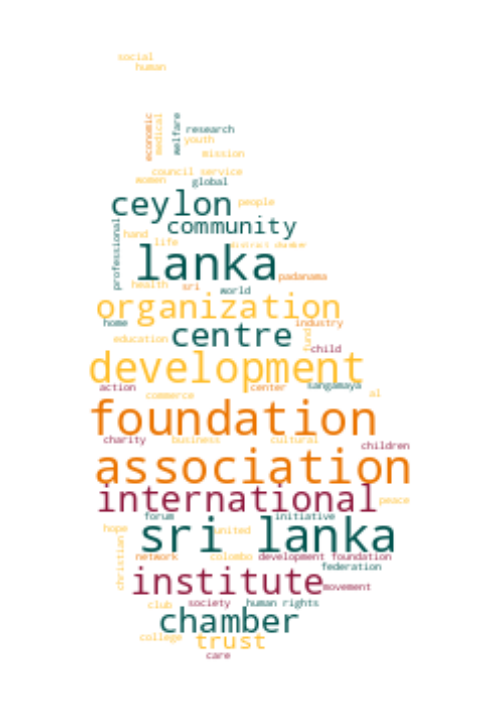 social
human
economic
medical
welfare
research
youth
mission
council service
women
global
ceylon
people
community
professional
hand
life
district chamber
lanka
padanama
health
sri
world
organization
home
industry
centre
fund
education
child
development
action
center
sangamaya
commerce
al
foundation
charity
business
cultural
children
association
international
peace
forum
initiative
sri lanka
hope
united
christian
network
colombo
development foundation
federation
institute
movement
club
society
human rights
chamber
college
trust
care